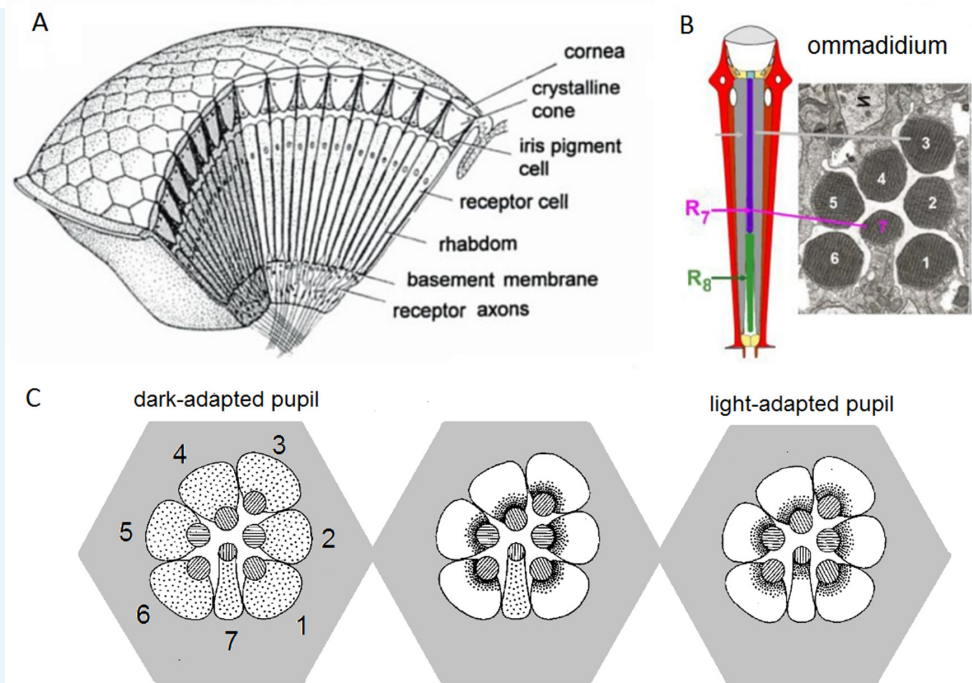 A
cornea
crystalline
cone
iris pigment
cell
receptor cell
rhabdom
basement membrane
receptor axons
B
ommadidium
N
3
4
5
2
7
6
1
R7
R8
C
dark-adapted pupil
light-adapted pupil
4
3
5
2
6
1
7